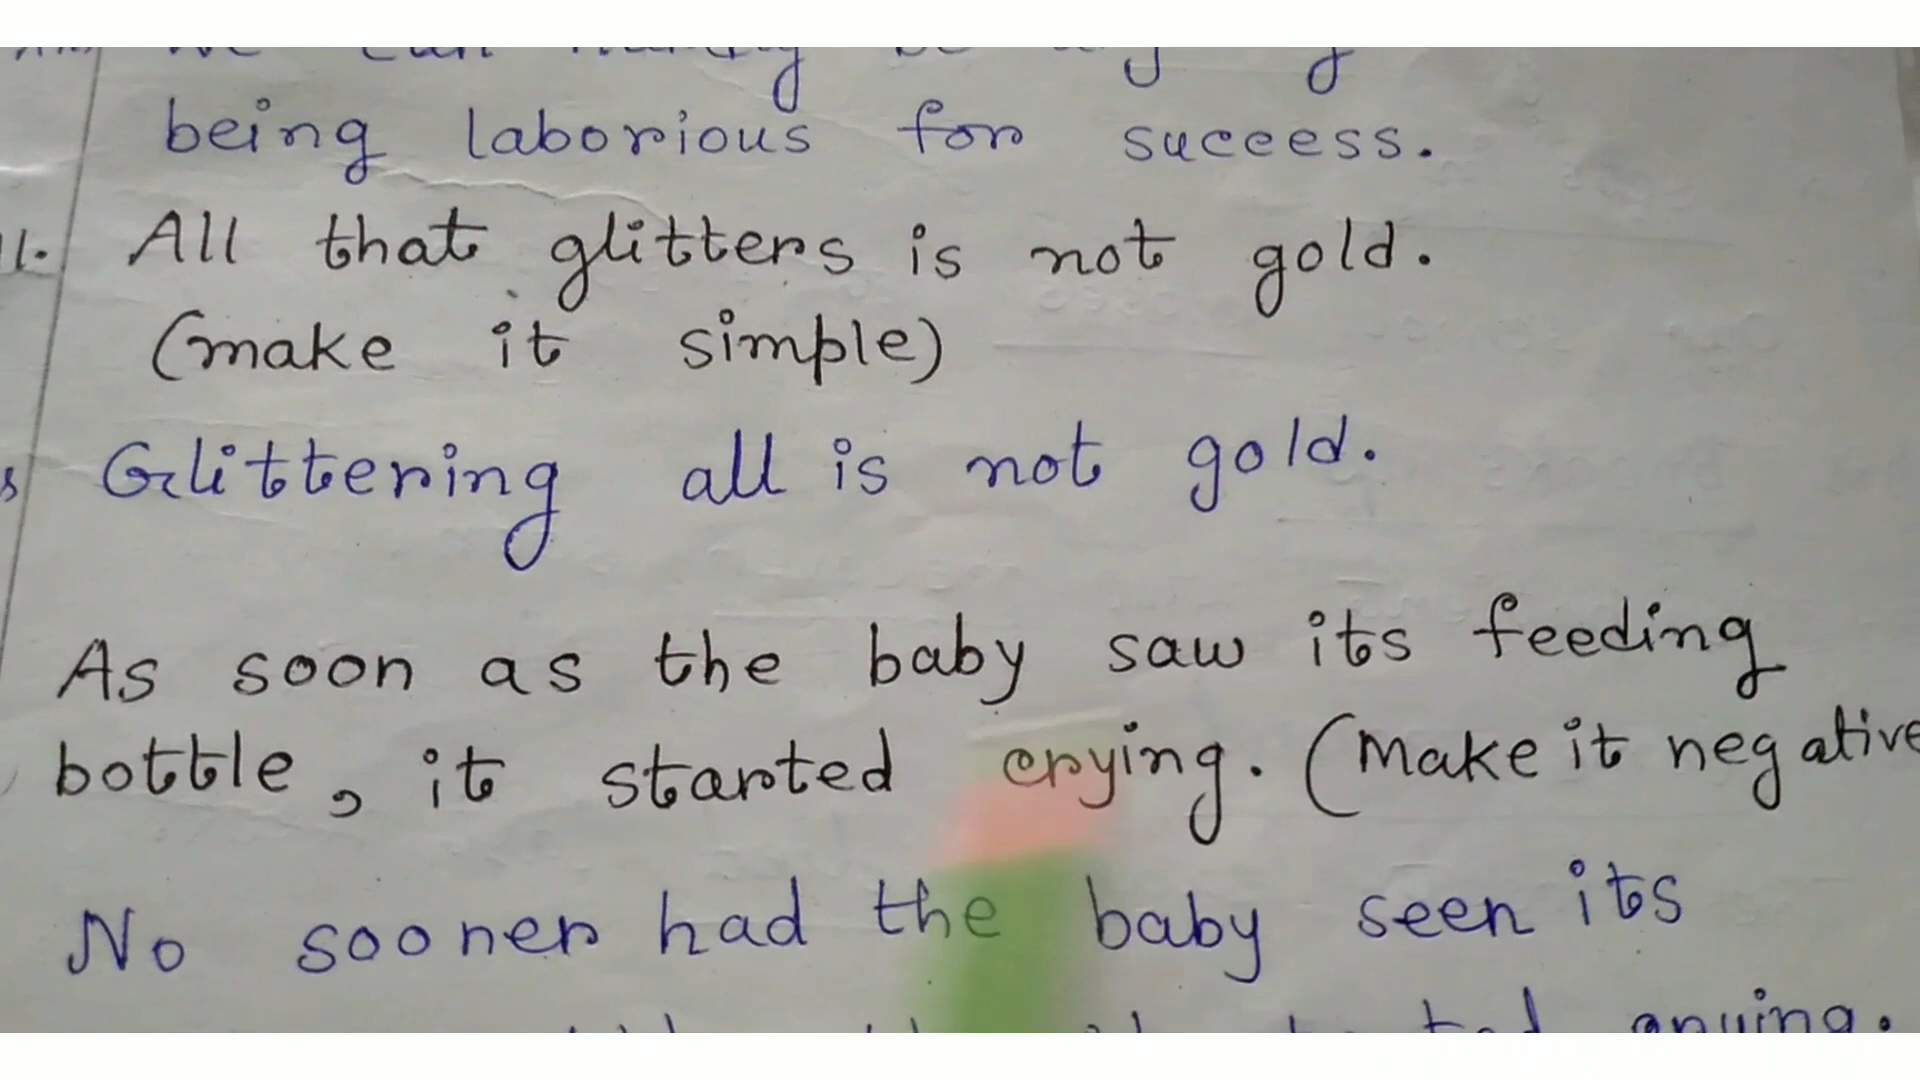 being laborious for success.
11. All that glitters is not gold.
(make it simple)
Glittering all is not gold.
As soon as the baby saw its feeding
bottle, it started crying. (Make it negative
No sooner had the baby seen its
crying.